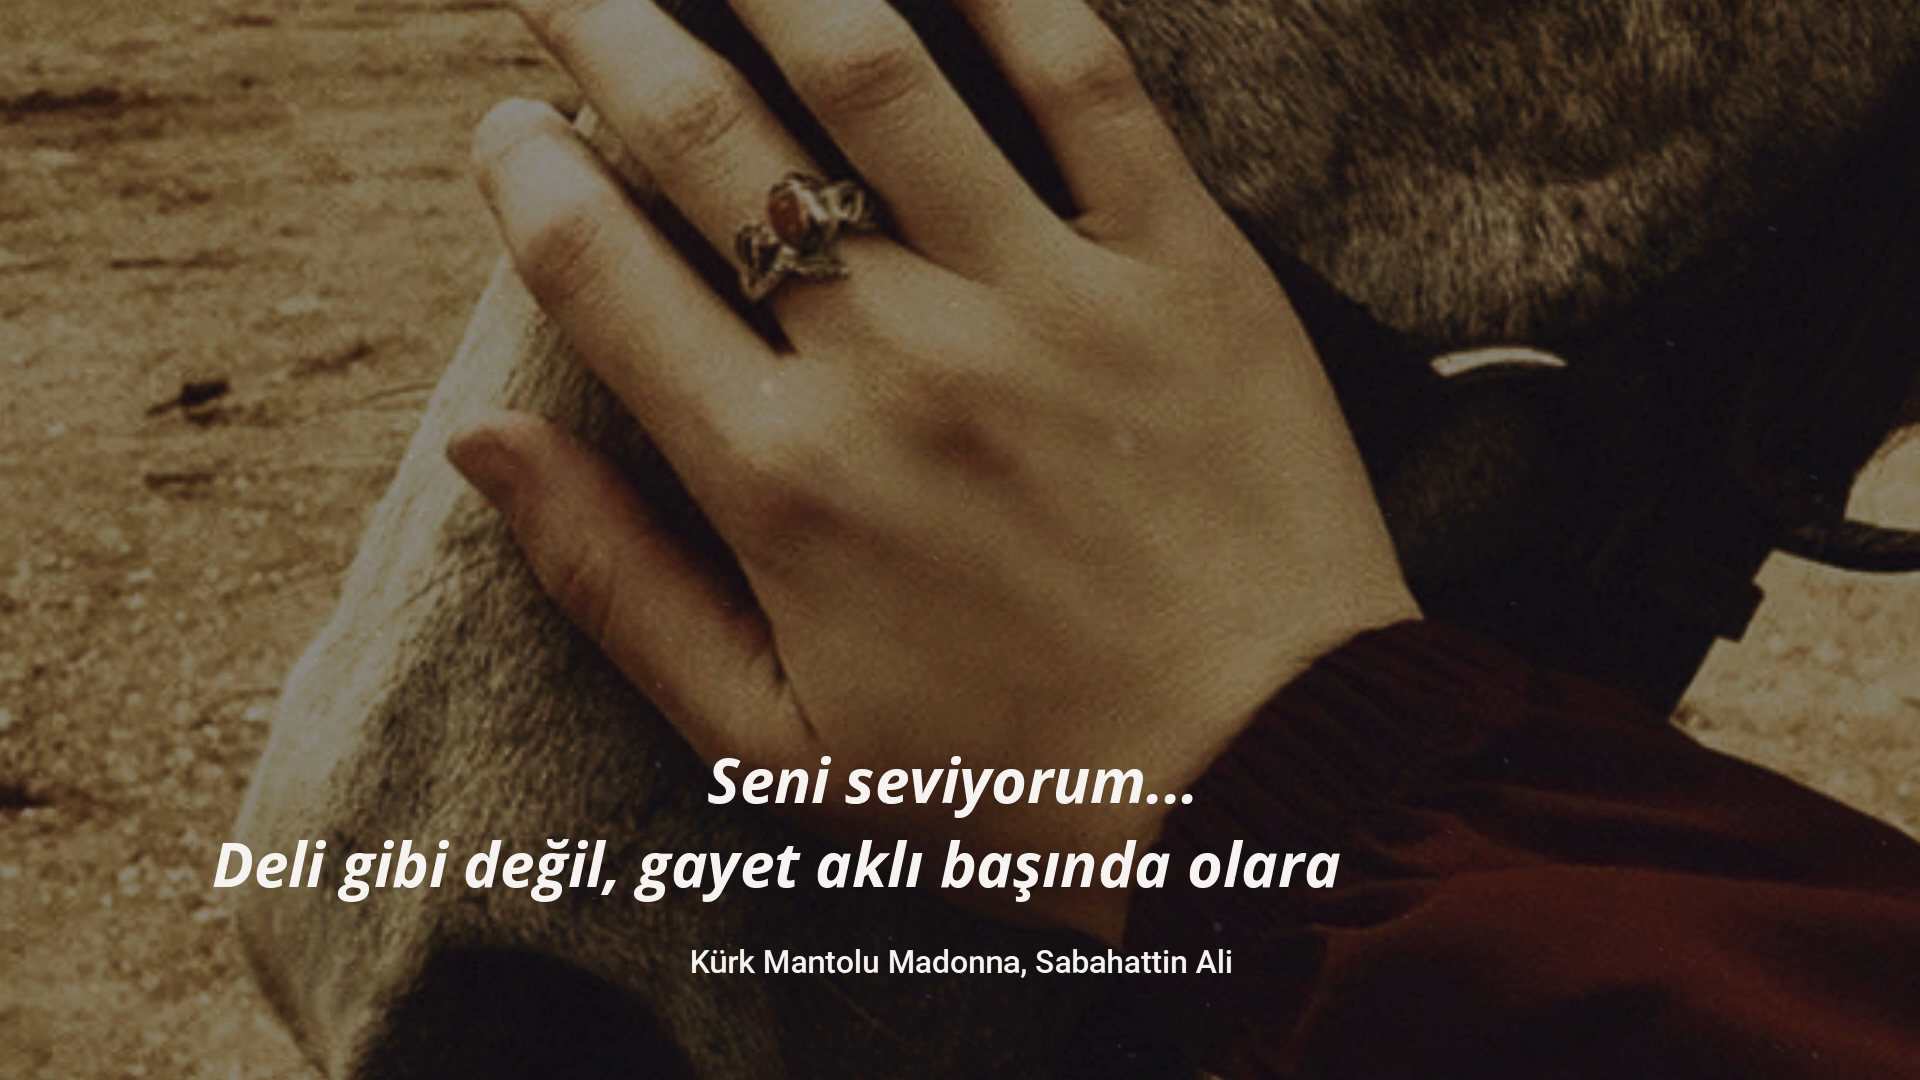 Seni seviyorum...
Deli gibi değil, gayet aklı başında olara
Kürk Mantolu Madonna, Sabahattin Ali